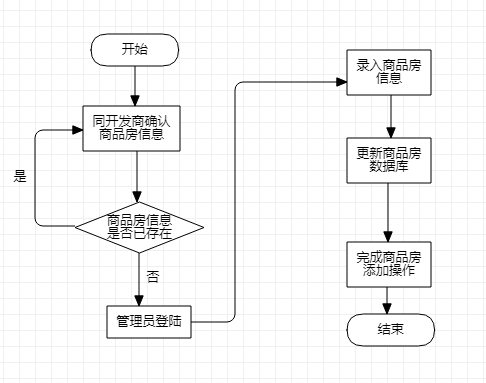 开始
同开发商确认
商品房信息
是
商品房信息
是否已存在
否
管理员登陆
录入商品房
信息
更新商品房
数据库
完成商品房
添加操作
结束